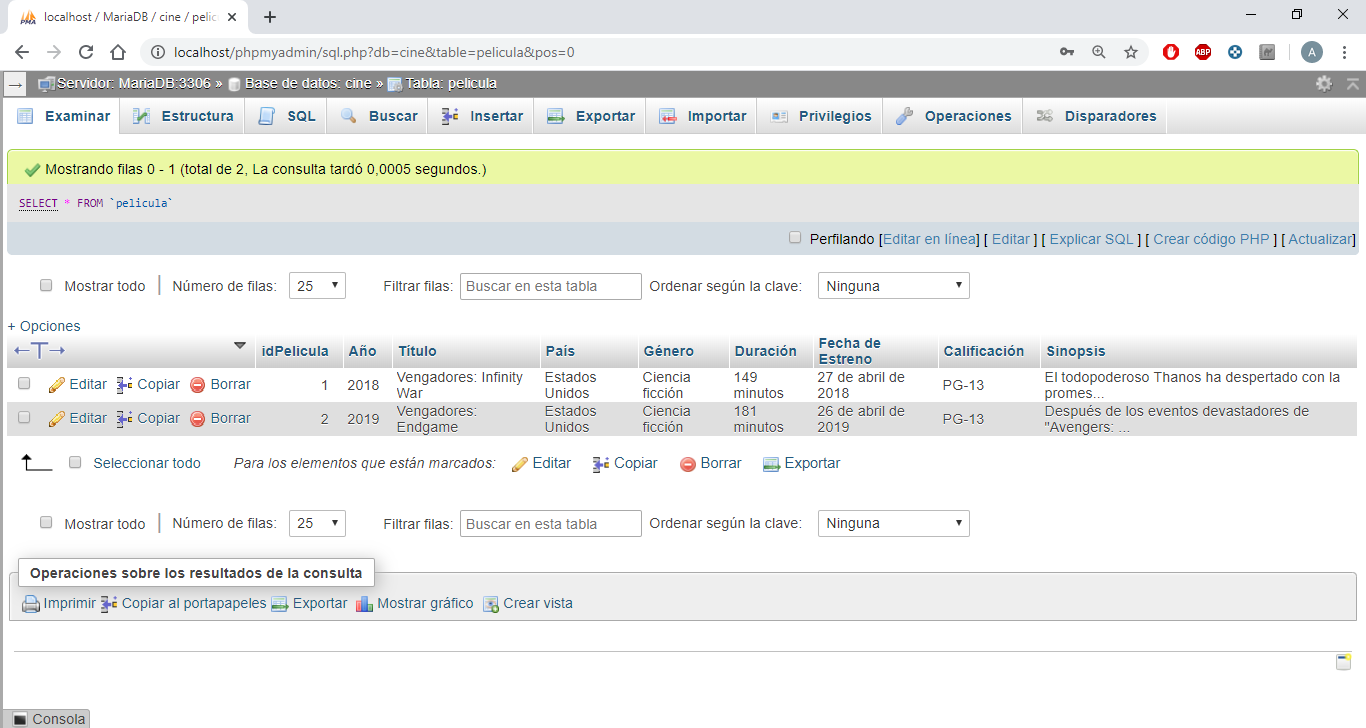 localhost / MariaDB / cine / pelic
localhost/phpmyadmin/sql.php?db=cine&table=pelicula&pos=0
ABP
A
Servidor: MariaDB:3306 » Base de datos: cine » Tabla: pelicula
Examinar Estructura SQL Buscar Insertar Exportar Importar Privilegios Operaciones Disparadores
Mostrando filas 0 - 1 (total de 2, La consulta tardó 0,0005 segundos.)
SELECT * FROM `pelicula`
Perfilando [Editar en línea] [ Editar ] [ Explicar SQL ] [ Crear código PHP ] [ Actualizar]
Mostrar todo Número de filas: 25 Filtrar filas: Buscar en esta tabla Ordenar según la clave: Ninguna
+ Opciones
←T→ idPelicula Año Título País Género Duración Fecha de Estreno Calificación Sinopsis
Editar Copiar Borrar 1 2018 Vengadores: Infinity War Estados Unidos Ciencia ficción 149 minutos 27 de abril de 2018 PG-13 El todopoderoso Thanos ha despertado con la promes...
Editar Copiar Borrar 2 2019 Vengadores: Endgame Estados Unidos Ciencia ficción 181 minutos 26 de abril de 2019 PG-13 Después de los eventos devastadores de "Avengers: ...
Seleccionar todo Para los elementos que están marcados: Editar Copiar Borrar Exportar
Mostrar todo Número de filas: 25 Filtrar filas: Buscar en esta tabla Ordenar según la clave: Ninguna
Operaciones sobre los resultados de la consulta
Imprimir Copiar al portapapeles Exportar Mostrar gráfico Crear vista
Consola